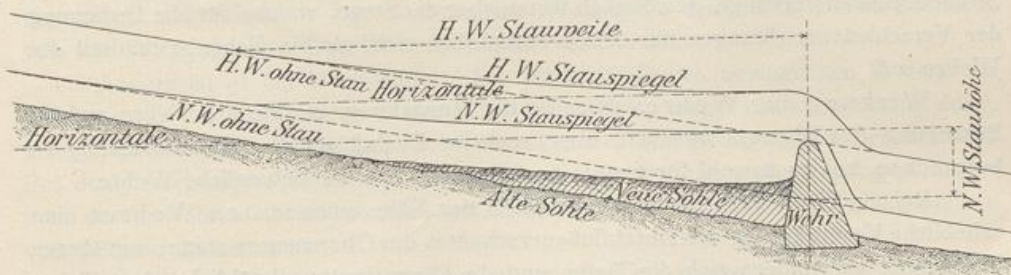 H.W. Stauweite
H.W. ohne Stau
H.W. Stauspiegel
Horizontale
N.W. Stauspiegel
N.W. ohne Stau
Horizontale
N.W. Stauhöhe
Neue Sohle
Alte Sohle
Wehr